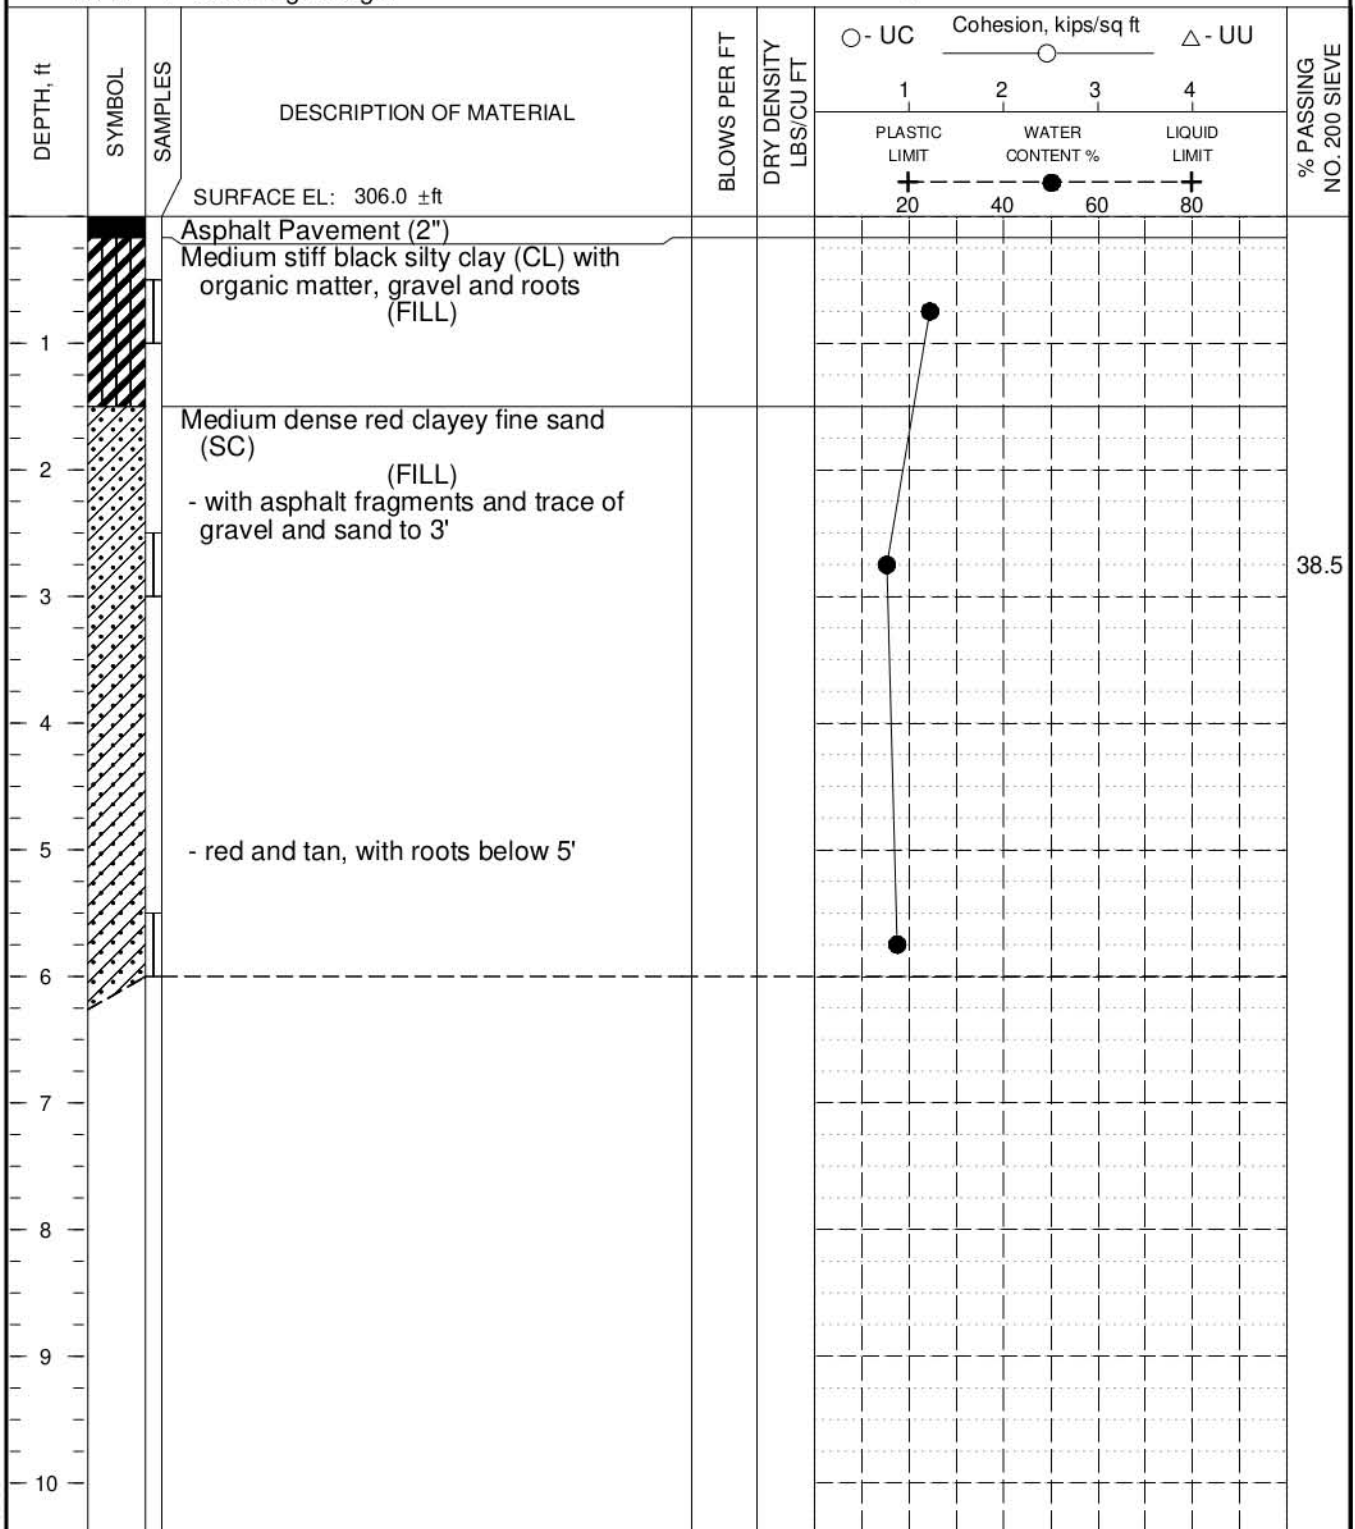 DEPTH, ft
SYMBOL
SAMPLES
DESCRIPTION OF MATERIAL
SURFACE EL: 306.0 ±ft
BLOWS PER FT
DRY DENSITY
LBS/CU FT
○- UC
Cohesion, kips/sq ft
△ - UU
1 2 3 4
PLASTIC
LIMIT
WATER
CONTENT %
LIQUID
LIMIT
20 40 60 80
% PASSING
NO. 200 SIEVE
Asphalt Pavement (2")
Medium stiff black silty clay (CL) with
organic matter, gravel and roots
(FILL)
1
Medium dense red clayey fine sand
(SC)
2
(FILL)
- with asphalt fragments and trace of
gravel and sand to 3'
38.5
3
4
5
- red and tan, with roots below 5'
6
7
8
9
10